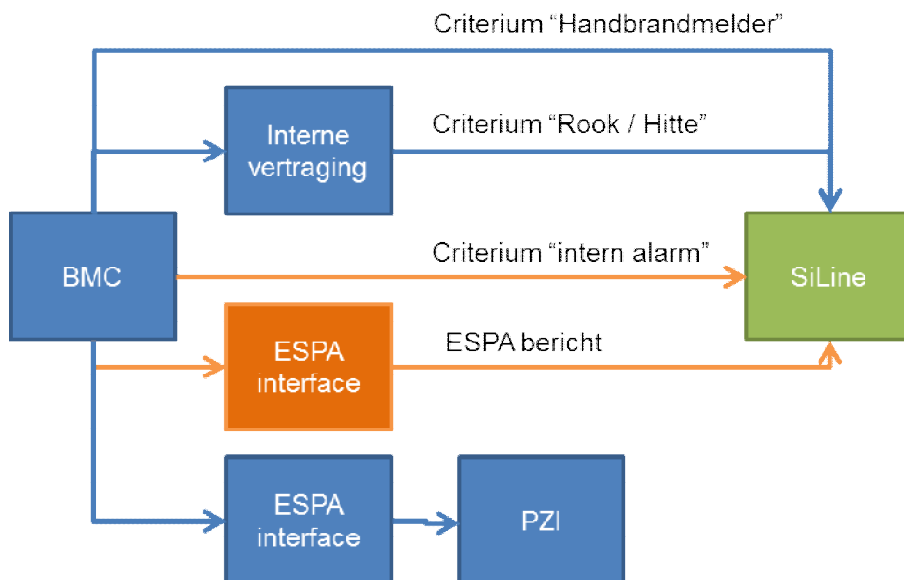 Criterium “Handbrandmelder”
Interne
vertraging
Criterium “Rook / Hitte”
BMC
Criterium “intern alarm”
SiLine
ESPA
interface
ESPA bericht
ESPA
interface
PZI